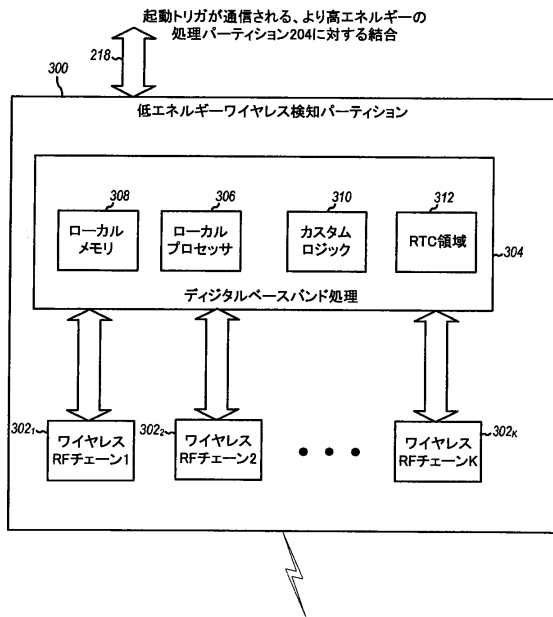 起動トリガが通信される、より高エネルギーの
処理パーティション204に対する結合
218
300
低エネルギーワイヤレス検知パーティション
308
306
310
312
ローカル
メモリ
ローカル
プロセッサ
カスタム
ロジック
RTC領域
304
ディジタルベースバンド処理
302₁
ワイヤレス
RFチェーン1
302₂
ワイヤレス
RFチェーン2
ワイヤレス
RFチェーンK
302K